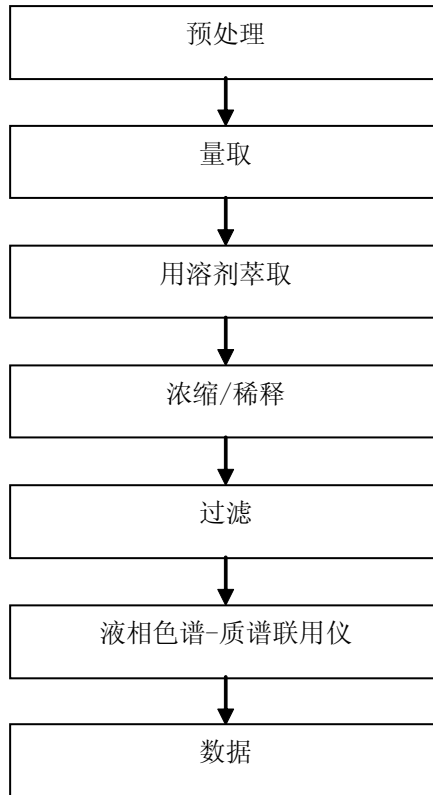 预处理
量取
用溶剂萃取
浓缩/稀释
过滤
液相色谱-质谱联用仪
数据